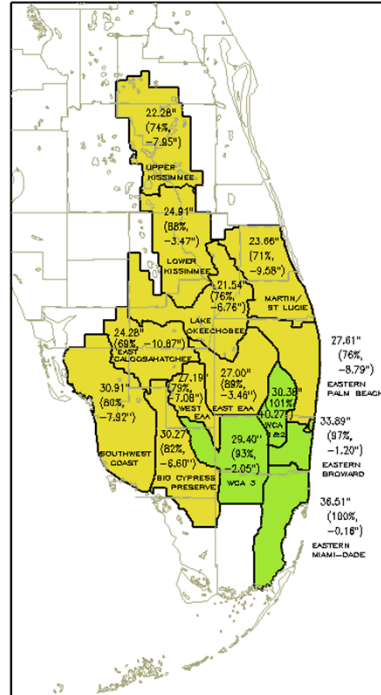 22.28"
(74%,
-7.95")
UPPER
KISSIMMEE
24.91"
(88%,
-3.47")
LOWER
KISSIMMEE
23.66"
(71%,
-9.58")
MARTIN/
ST LUCIE
21.54"
(76%,
-6.76")
LAKE
OKEECHOBEE
24.28"
(69%, -10.87")
EAST
CALOOSAHATCHEE
27.61"
(76%,
-8.79")
EASTERN
PALM BEACH
30.91
(80%,
-7.92")
SOUTHWEST
COAST
27.19"
(79%,
-7.08")
WEST
EAA
27.00"
(89%,
-3.46")
EAST EAA
30.38"
(101%,
+0.27")
WCA
1&2
33.89"
(97%,
-1.20")
EASTERN
BROWARD
30.27"
(82%,
-6.60")
BIG CYPRESS
PRESERVE
29.40"
(93%,
-2.05")
WCA 3
36.51"
(100%,
-0.16")
EASTERN
MIAMI-DADE